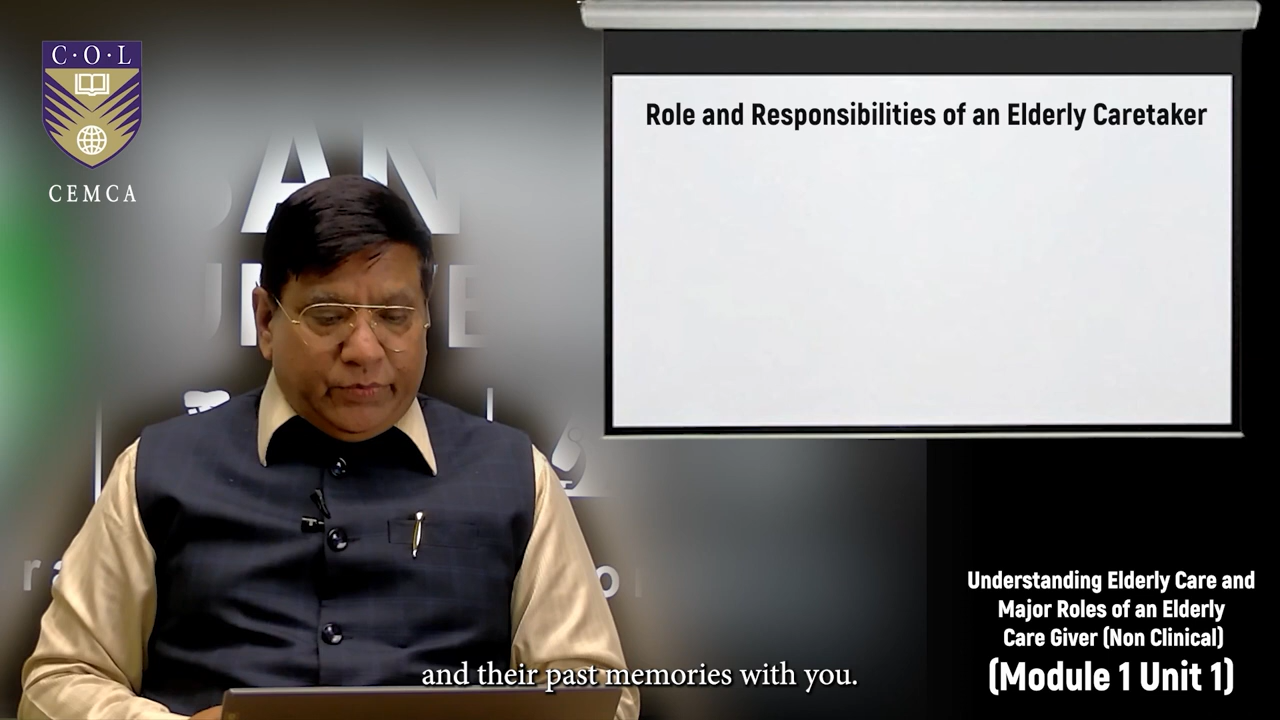 C·O·L
CEMCA
Role and Responsibilities of an Elderly Caretaker
Understanding Elderly Care and
Major Roles of an Elderly
Care Giver (Non Clinical)
(Module 1 Unit 1)
and their past memories with you.